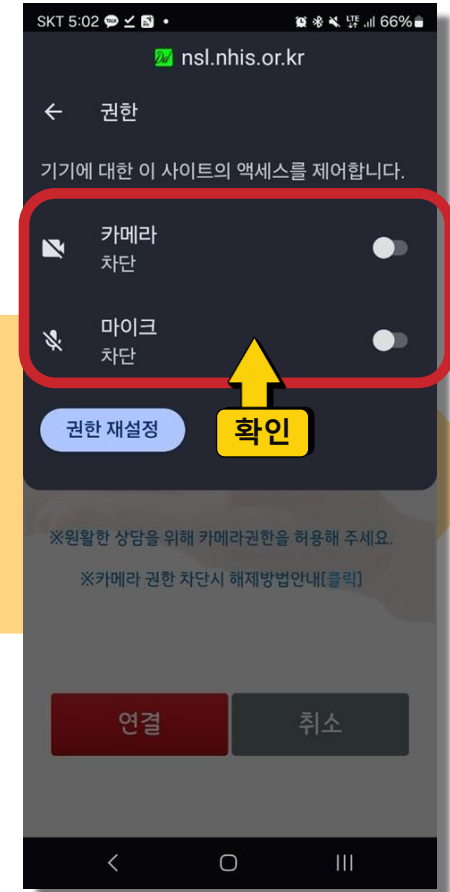 SKT 5:02
LTE 66%
nsl.nhis.or.kr
권한
기기에 대한 이 사이트의 액세스를 제어합니다.
카메라
차단
마이크
차단
권한 재설정
확인
※원활한 상담을 위해 카메라권한을 허용해 주세요.
※카메라 권한 차단시 해제방법안내[클릭]
연결
취소